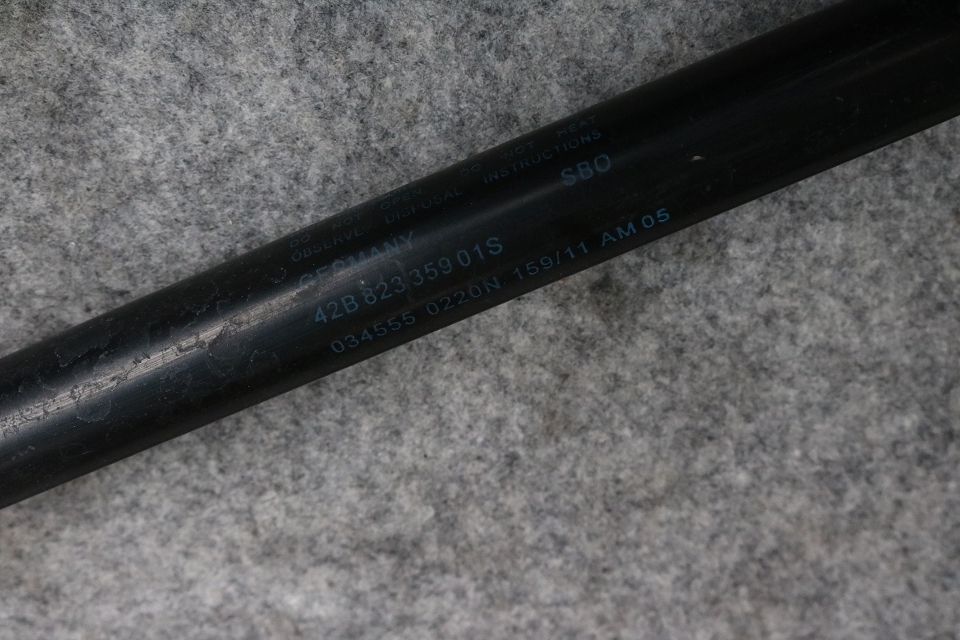 DO NOT OPEN. DO NOT HEAT
OBSERVE DISPOSAL INSTRUCTIONS
GERMANY SBO
42B 823 359 01S
034555 0220N 159/11 AM 05